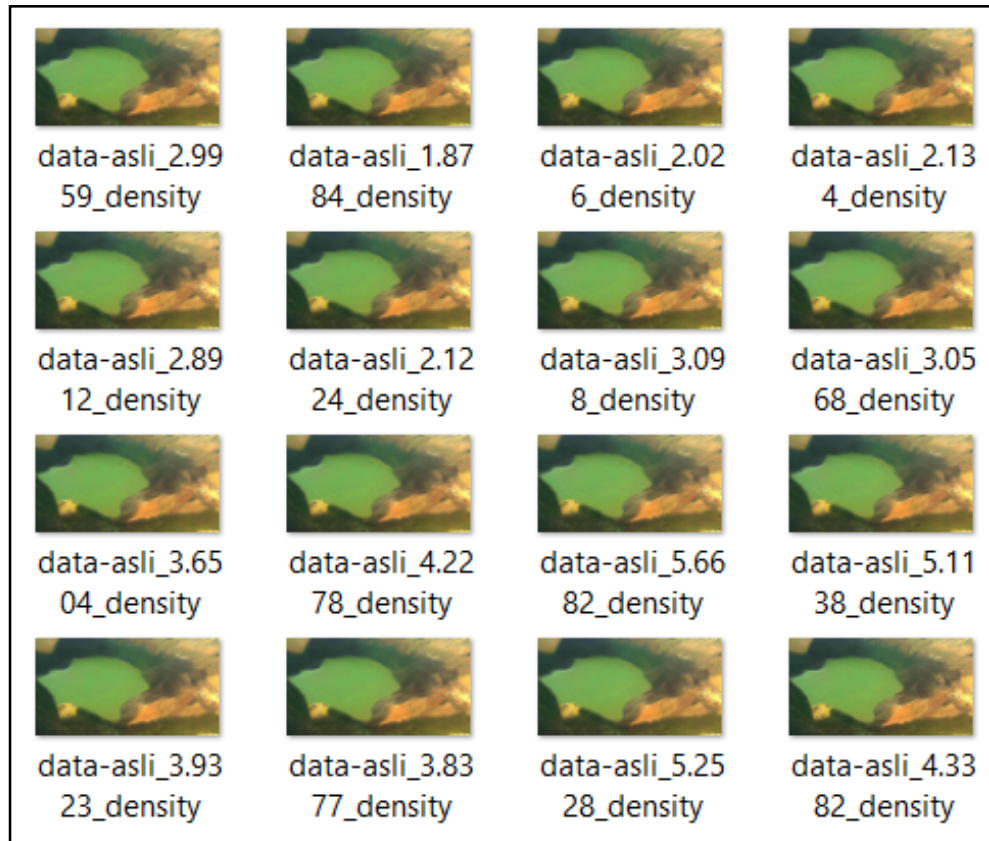 data-asli_2.99 data-asli_1.87 data-asli_2.02 data-asli_2.13
59_density 84_density 6_density 4_density
data-asli_2.89 data-asli_2.12 data-asli_3.09 data-asli_3.05
12_density 24_density 8_density 68_density
data-asli_3.65 data-asli_4.22 data-asli_5.66 data-asli_5.11
04_density 78_density 82_density 38_density
data-asli_3.93 data-asli_3.83 data-asli_5.25 data-asli_4.33
23_density 77_density 28_density 82_density